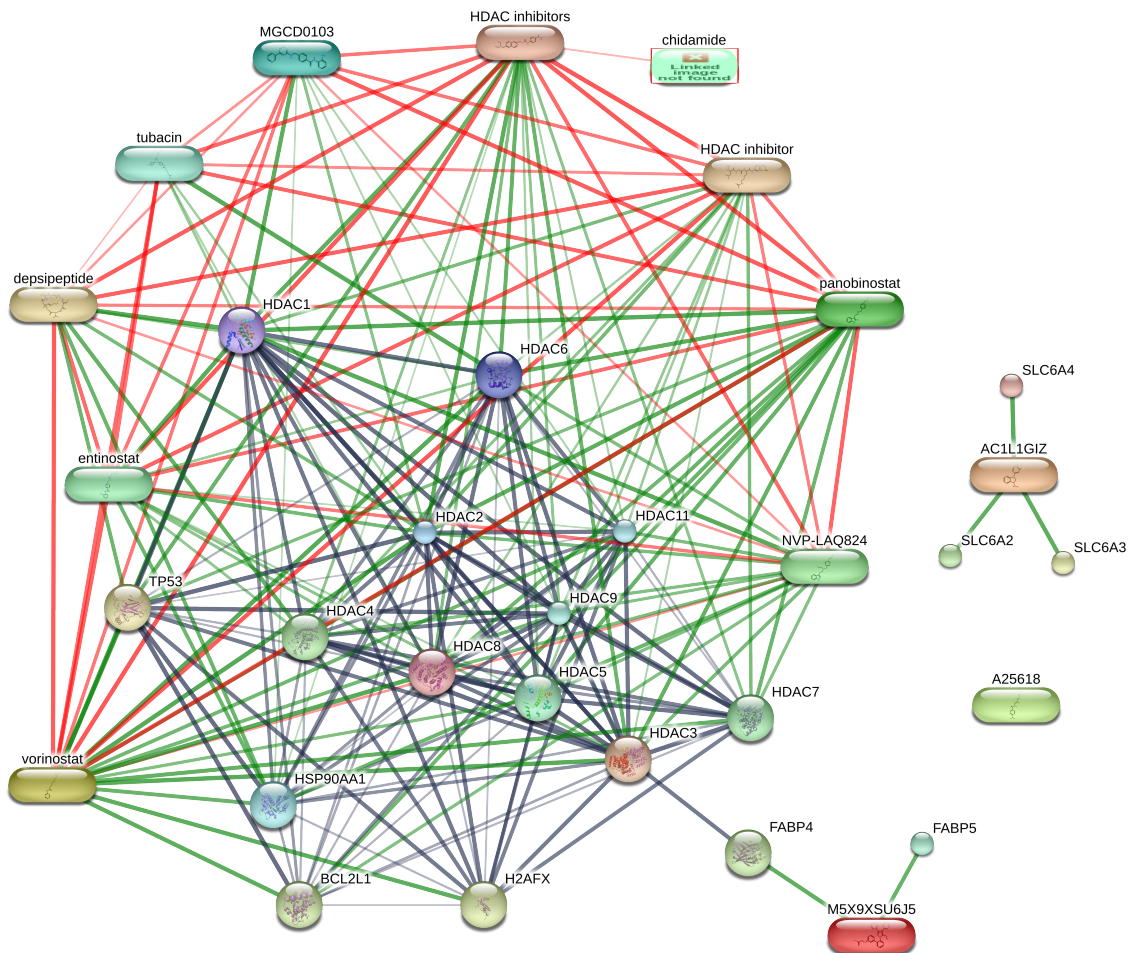 HDAC inhibitors
MGCD0103
chidamide
Linked
image
not found
tubacin
HDAC inhibitor
depsipeptide
panobinostat
HDAC1
HDAC6
SLC6A4
AC1L1GIZ
entinostat
HDAC2
HDAC11
NVP-LAQ824
SLC6A2
SLC6A3
TP53
HDAC9
HDAC4
HDAC8
HDAC5
A25618
HDAC7
HDAC3
vorinostat
HSP90AA1
FABP4
FABP5
BCL2L1
H2AFX
M5X9XSU6J5